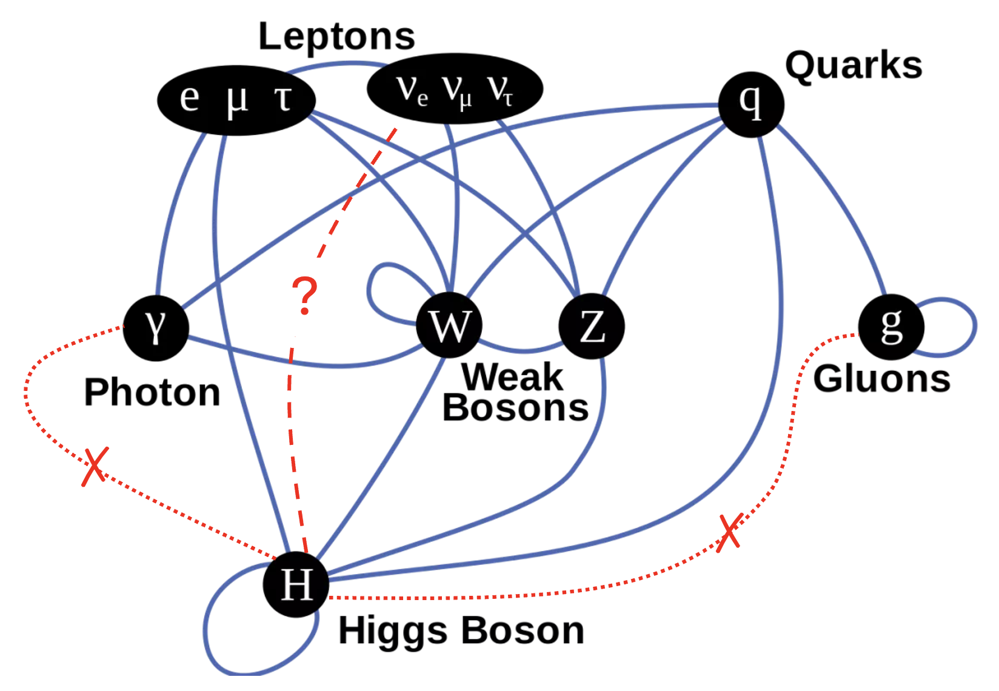 Leptons
Quarks
e μ τ
νe νμ ντ
q
?
γ
W
Z
g
Photon
Weak
Bosons
Gluons
H
Higgs Boson